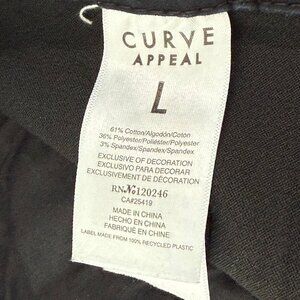 CURVE
APPEAL
L
61% Cotton/Algodón/Coton
36% Polyester/Poliéster/Polyester
3% Spandex/Spandex/Spandex
EXCLUSIVE OF DECORATION
EXCLUSIVO PARA DECORAR
EXCLUSIVEMENT DE DÉCORATION
RN№120246
CA#25419
MADE IN CHINA
HECHO EN CHINA
FABRIQUÉ EN CHINE
LABEL MADE FROM 100% RECYCLED PLASTIC